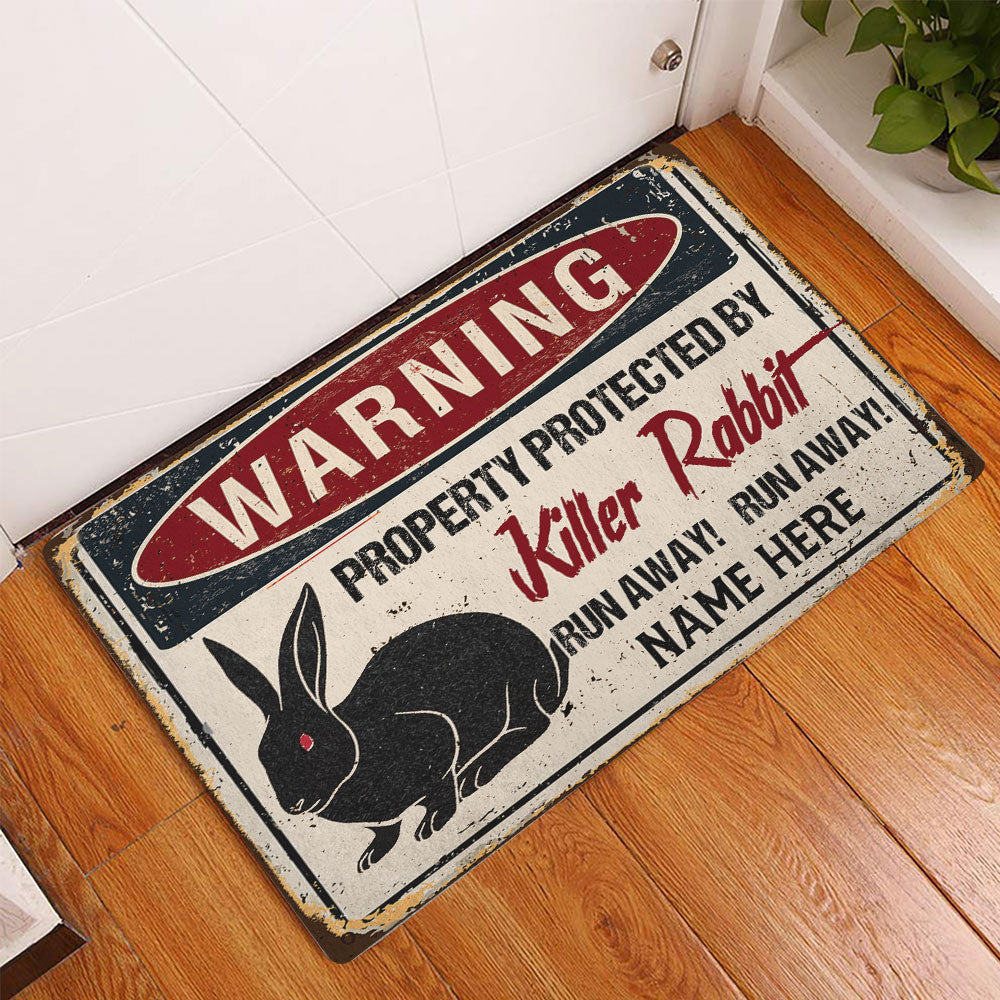 WARNING
PROPERTY PROTECTED BY
Killer Rabbit
RUN AWAY! RUN AWAY!
NAME HERE